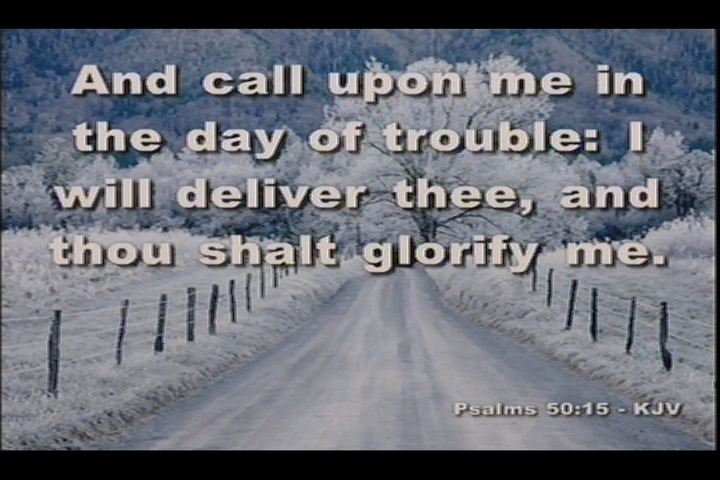 And call upon me in
the day of trouble: I
will deliver thee, and
thou shalt glorify me.
Psalms 50:15 - KJV